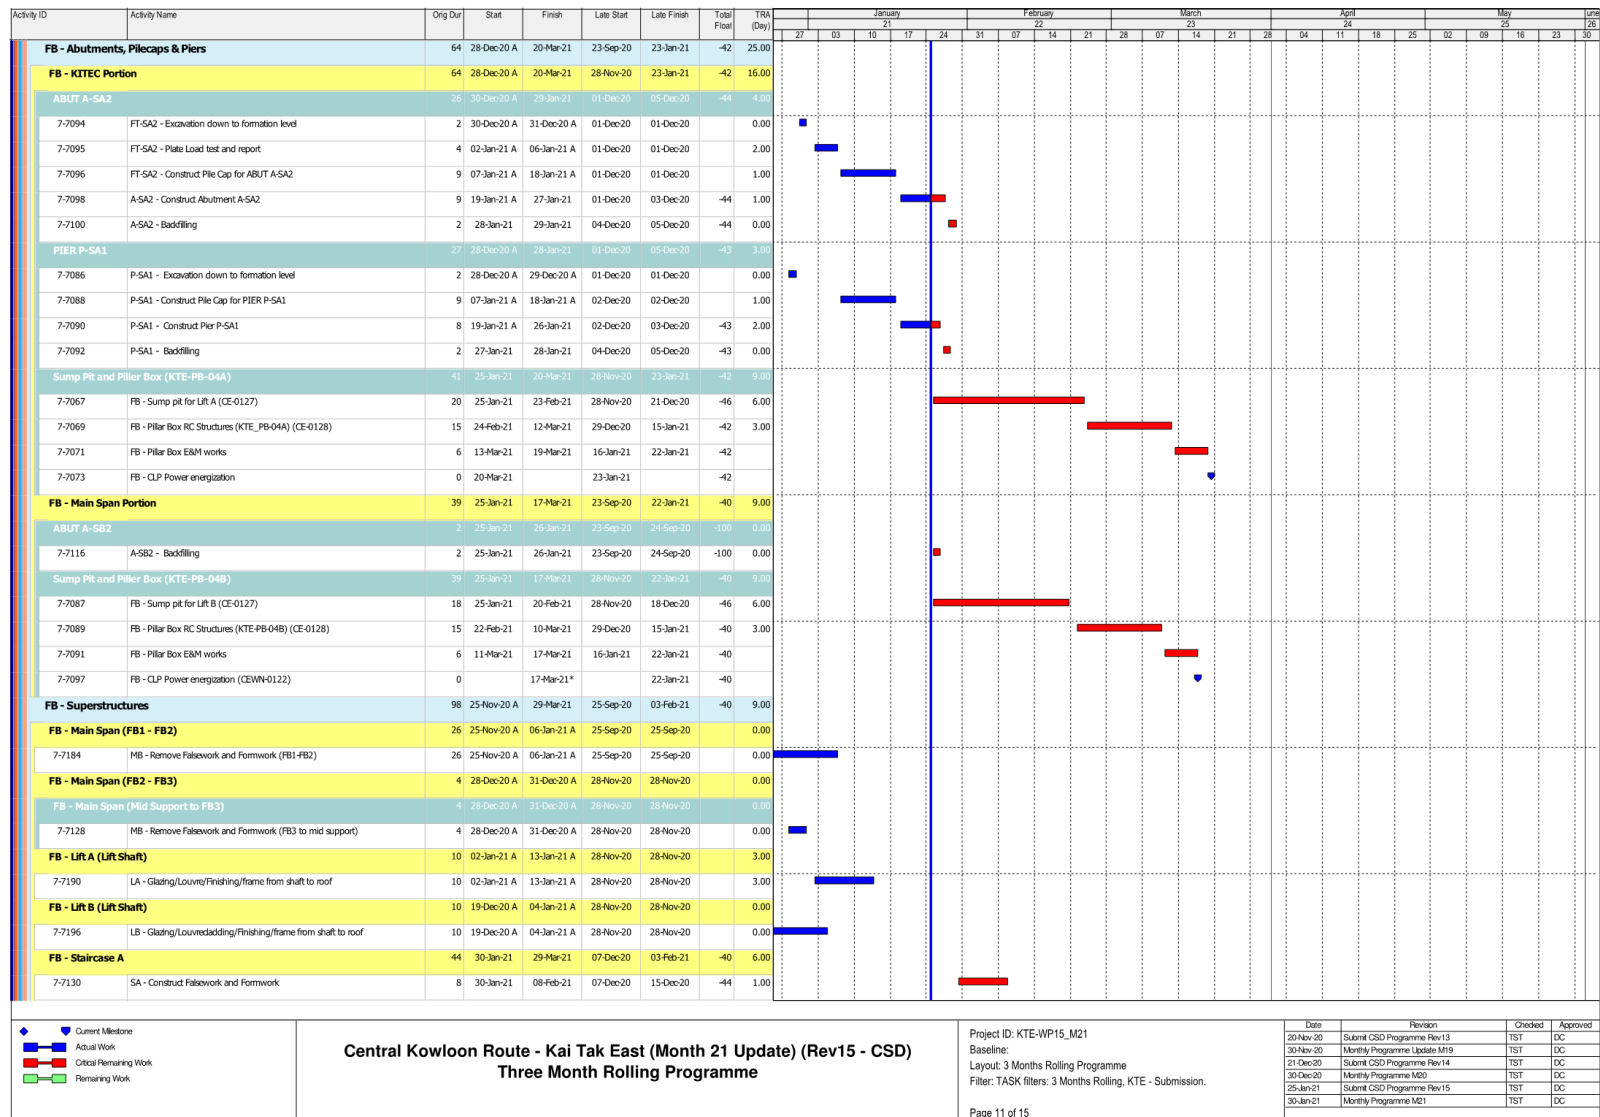 Activity ID Activity Name Orig Dur Start Finish Late Start Late Finish Total Float TRA (Day)
January February March April May une
21 22 23 24 25 26
27 03 10 17 24 31 07 14 21 28 07 14 21 28 04 11 18 25 02 09 16 23 30
FB - Abutments, Pilecaps & Piers 64 28-Dec-20 A 20-Mar-21 23-Sep-20 23-Jan-21 -42 25.00
FB - KITEC Portion 64 28-Dec-20 A 20-Mar-21 28-Nov-20 23-Jan-21 -42 16.00
ABUT A-SA2 26 30-Dec-20 A 29-Jan-21 01-Dec-20 05-Dec-20 -44 4.00
7-7094 FT-SA2 - Excavation down to formation level 2 30-Dec-20 A 31-Dec-20 A 01-Dec-20 01-Dec-20 0.00
7-7095 FT-SA2 - Plate Load test and report 4 02-Jan-21 A 06-Jan-21 A 01-Dec-20 01-Dec-20 2.00
7-7096 FT-SA2 - Construct Pile Cap for ABUT A-SA2 9 07-Jan-21 A 18-Jan-21 A 01-Dec-20 01-Dec-20 1.00
7-7098 A-SA2 - Construct Abutment A-SA2 9 19-Jan-21 A 27-Jan-21 01-Dec-20 03-Dec-20 -44 1.00
7-7100 A-SA2 - Backfilling 2 28-Jan-21 29-Jan-21 04-Dec-20 05-Dec-20 -44 0.00
PIER P-SA1 27 28-Dec-20 A 28-Jan-21 01-Dec-20 05-Dec-20 -43 3.00
7-7086 P-SA1 - Excavation down to formation level 2 28-Dec-20 A 29-Dec-20 A 01-Dec-20 01-Dec-20 0.00
7-7088 P-SA1 - Construct Pile Cap for PIER P-SA1 9 07-Jan-21 A 18-Jan-21 A 02-Dec-20 02-Dec-20 1.00
7-7090 P-SA1 - Construct Pier P-SA1 8 19-Jan-21 A 26-Jan-21 02-Dec-20 03-Dec-20 -43 2.00
7-7092 P-SA1 - Backfilling 2 27-Jan-21 28-Jan-21 04-Dec-20 05-Dec-20 -43 0.00
Sump Pit and Piller Box (KTE-PB-04A) 41 25-Jan-21 20-Mar-21 28-Nov-20 23-Jan-21 -42 9.00
7-7067 FB - Sump pit for Lift A (CE-0127) 20 25-Jan-21 23-Feb-21 28-Nov-20 21-Dec-20 -46 6.00
7-7069 FB - Pillar Box RC Structures (KTE_PB-04A) (CE-0128) 15 24-Feb-21 12-Mar-21 29-Dec-20 15-Jan-21 -42 3.00
7-7071 FB - Pillar Box E&M works 6 13-Mar-21 19-Mar-21 16-Jan-21 22-Jan-21 -42
7-7073 FB - CLP Power energization 0 20-Mar-21 23-Jan-21 -42
FB - Main Span Portion 39 25-Jan-21 17-Mar-21 23-Sep-20 22-Jan-21 -40 9.00
ABUT A-SB2 2 25-Jan-21 26-Jan-21 23-Sep-20 24-Sep-20 -100 0.00
7-7116 A-SB2 - Backfilling 2 25-Jan-21 26-Jan-21 23-Sep-20 24-Sep-20 -100 0.00
Sump Pit and Piller Box (KTE-PB-04B) 39 25-Jan-21 17-Mar-21 28-Nov-20 22-Jan-21 -40 9.00
7-7087 FB - Sump pit for Lift B (CE-0127) 18 25-Jan-21 20-Feb-21 28-Nov-20 18-Dec-20 -46 6.00
7-7089 FB - Pillar Box RC Structures (KTE-PB-04B) (CE-0128) 15 22-Feb-21 10-Mar-21 29-Dec-20 15-Jan-21 -40 3.00
7-7091 FB - Pillar Box E&M works 6 11-Mar-21 17-Mar-21 16-Jan-21 22-Jan-21 -40
7-7097 FB - CLP Power energization (CEWN-0122) 0 17-Mar-21* 22-Jan-21 -40
FB - Superstructures 98 25-Nov-20 A 29-Mar-21 25-Sep-20 03-Feb-21 -40 9.00
FB - Main Span (FB1 - FB2) 26 25-Nov-20 A 06-Jan-21 A 25-Sep-20 25-Sep-20 0.00
7-7184 MB - Remove Falsework and Formwork (FB1-FB2) 26 25-Nov-20 A 06-Jan-21 A 25-Sep-20 25-Sep-20 0.00
FB - Main Span (FB2 - FB3) 4 28-Dec-20 A 31-Dec-20 A 28-Nov-20 28-Nov-20 0.00
FB - Main Span (Mid Support to FB3) 4 28-Dec-20 A 31-Dec-20 A 28-Nov-20 28-Nov-20 0.00
7-7128 MB - Remove Falsework and Formwork (FB3 to mid support) 4 28-Dec-20 A 31-Dec-20 A 28-Nov-20 28-Nov-20 0.00
FB - Lift A (Lift Shaft) 10 02-Jan-21 A 13-Jan-21 A 28-Nov-20 28-Nov-20 3.00
7-7190 LA - Glazing/Louvre/Finishing/frame from shaft to roof 10 02-Jan-21 A 13-Jan-21 A 28-Nov-20 28-Nov-20 3.00
FB - Lift B (Lift Shaft) 10 19-Dec-20 A 04-Jan-21 A 28-Nov-20 28-Nov-20 0.00
7-7196 LB - Glazing/Louvredadding/Finishing/frame from shaft to roof 10 19-Dec-20 A 04-Jan-21 A 28-Nov-20 28-Nov-20 0.00
FB - Staircase A 44 30-Jan-21 29-Mar-21 07-Dec-20 03-Feb-21 -40 6.00
7-7130 SA - Construct Falsework and Formwork 8 30-Jan-21 08-Feb-21 07-Dec-20 15-Dec-20 -44 1.00
Current Milestone
Actual Work
Critical Remaining Work
Remaining Work
Central Kowloon Route - Kai Tak East (Month 21 Update) (Rev15 - CSD)
Three Month Rolling Programme
Project ID: KTE-WP15_M21
Baseline:
Layout: 3 Months Rolling Programme
Filter: TASK filters: 3 Months Rolling, KTE - Submission.
Page 11 of 15
Date Revision Checked Approved
20-Nov-20 Submit CSD Programme Rev13 TST DC
30-Nov-20 Monthly Programme Update M19 TST DC
21-Dec-20 Submit CSD Programme Rev14 TST DC
30-Dec-20 Monthly Programme M20 TST DC
25-Jan-21 Submit CSD Programme Rev15 TST DC
30-Jan-21 Monthly Programme M21 TST DC